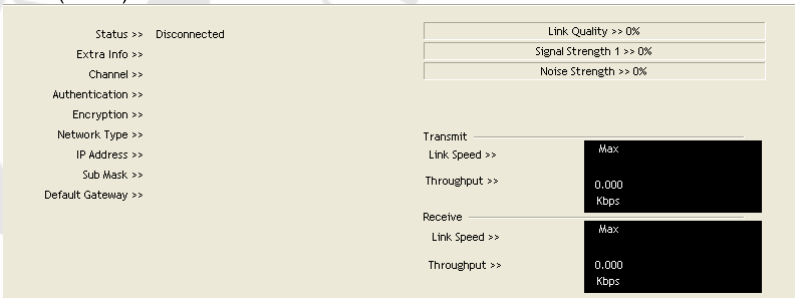 Status >> Disconnected
Extra Info >>
Channel >>
Authentication >>
Encryption >>
Network Type >>
IP Address >>
Sub Mask >>
Default Gateway >>
Link Quality >> 0%
Signal Strength 1 >> 0%
Noise Strength >> 0%
Transmit
Link Speed >>
Max
Throughput >>
0.000
Kbps
Receive
Link Speed >>
Max
Throughput >>
0.000
Kbps